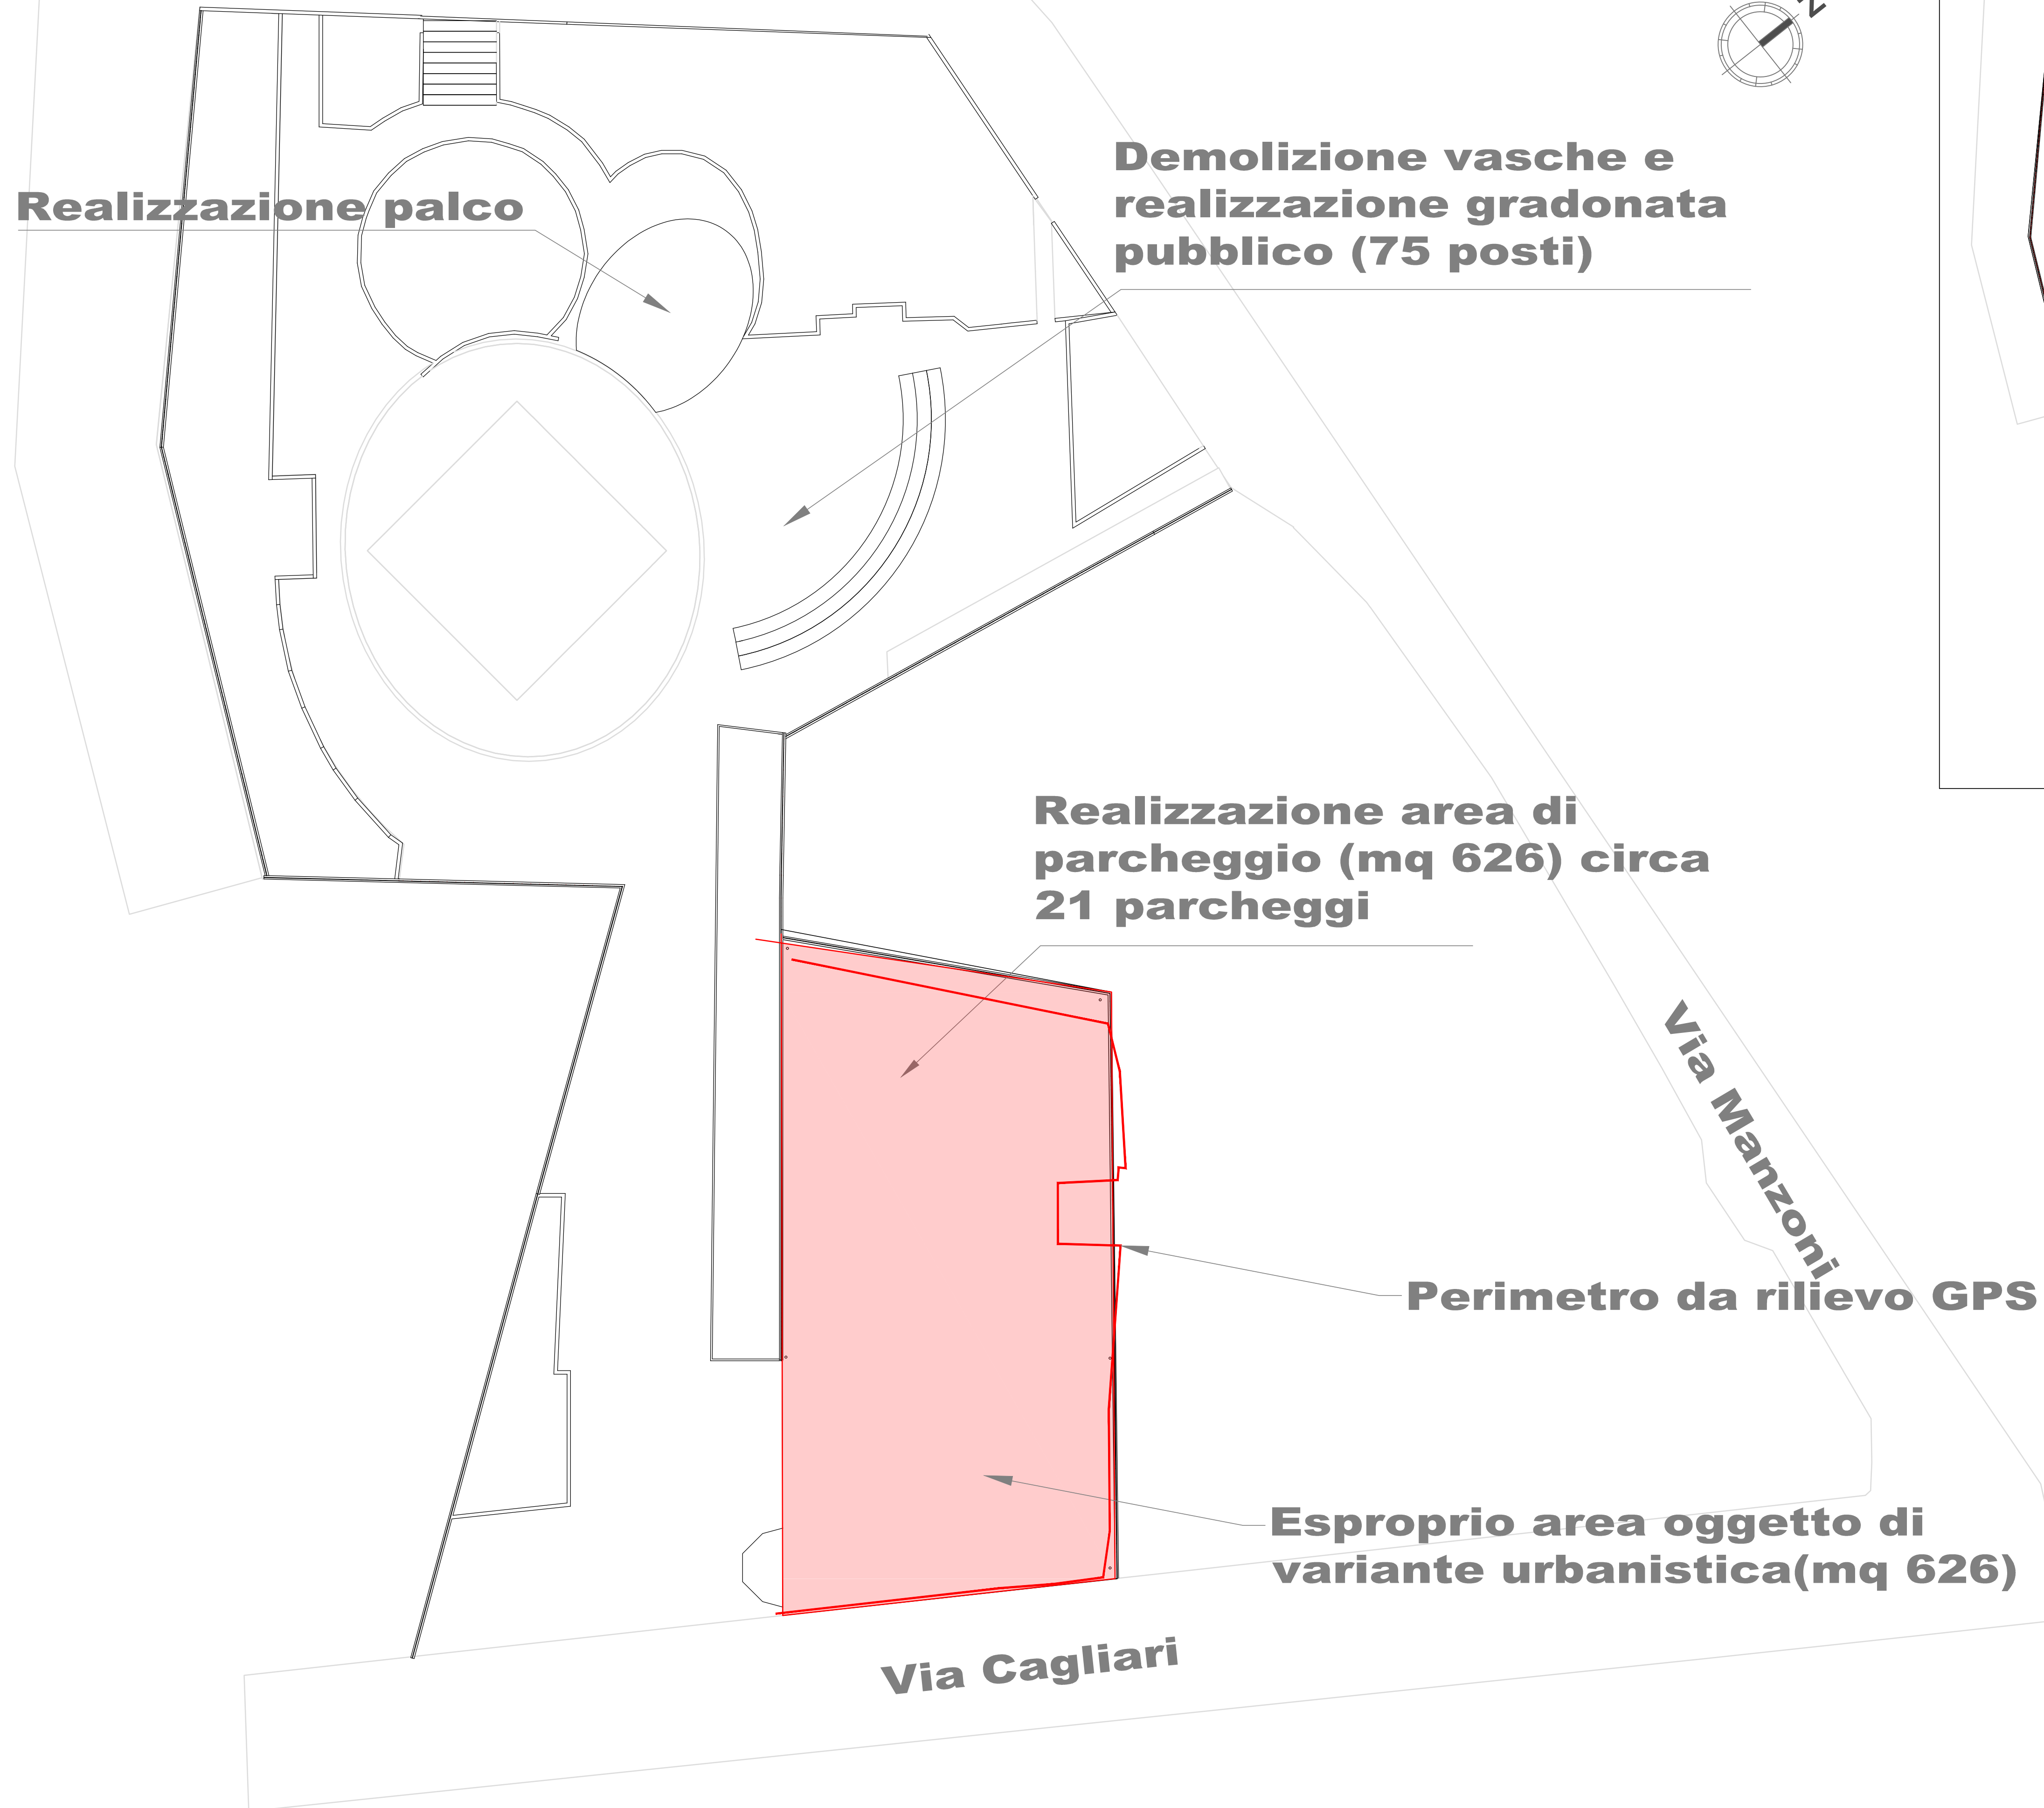 N
Demolizione vasche e
realizzazione gradonata
pubblico (75 posti)
Realizzazione palco
Realizzazione area di
parcheggio (mq 626) circa
21 parcheggi
Via Manzoni
Perimetro da rilievo GPS
Esproprio area oggetto di
variante urbanistica(mq 626)
Via Cagliari